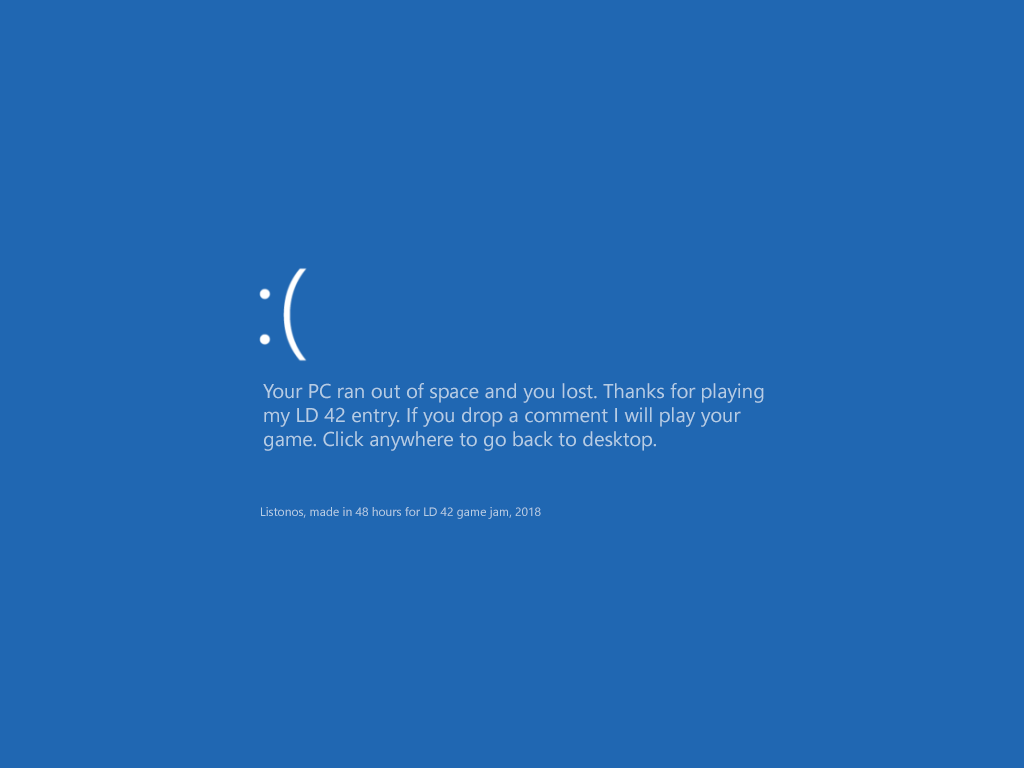 :(
Your PC ran out of space and you lost. Thanks for playing
my LD 42 entry. If you drop a comment I will play your
game. Click anywhere to go back to desktop.
Listonos, made in 48 hours for LD 42 game jam, 2018